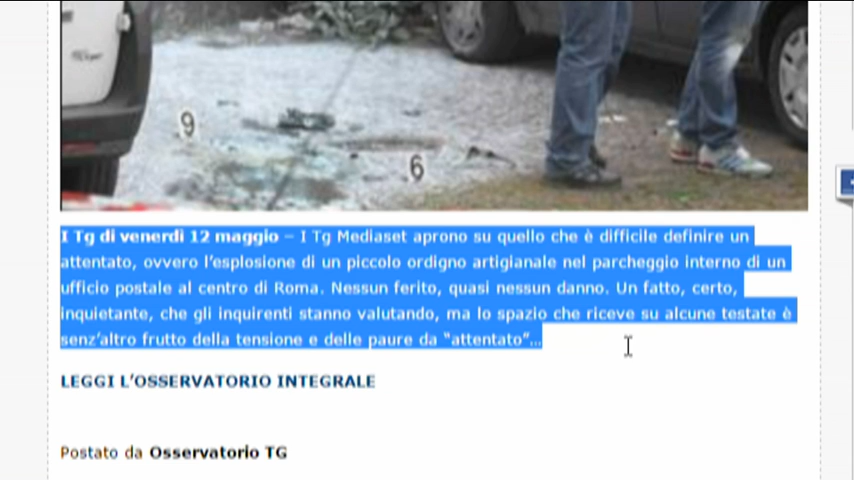 9
6
I Tg di venerdì 12 maggio – I Tg Mediaset aprono su quello che è difficile definire un
attentato, ovvero l'esplosione di un piccolo ordigno artigianale nel parcheggio interno di un
ufficio postale al centro di Roma. Nessun ferito, quasi nessun danno. Un fatto, certo,
inquietante, che gli inquirenti stanno valutando, ma lo spazio che riceve su alcune testate è
senz'altro frutto della tensione e delle paure da "attentato"...
LEGGI L'OSSERVATORIO INTEGRALE
Postato da Osservatorio TG